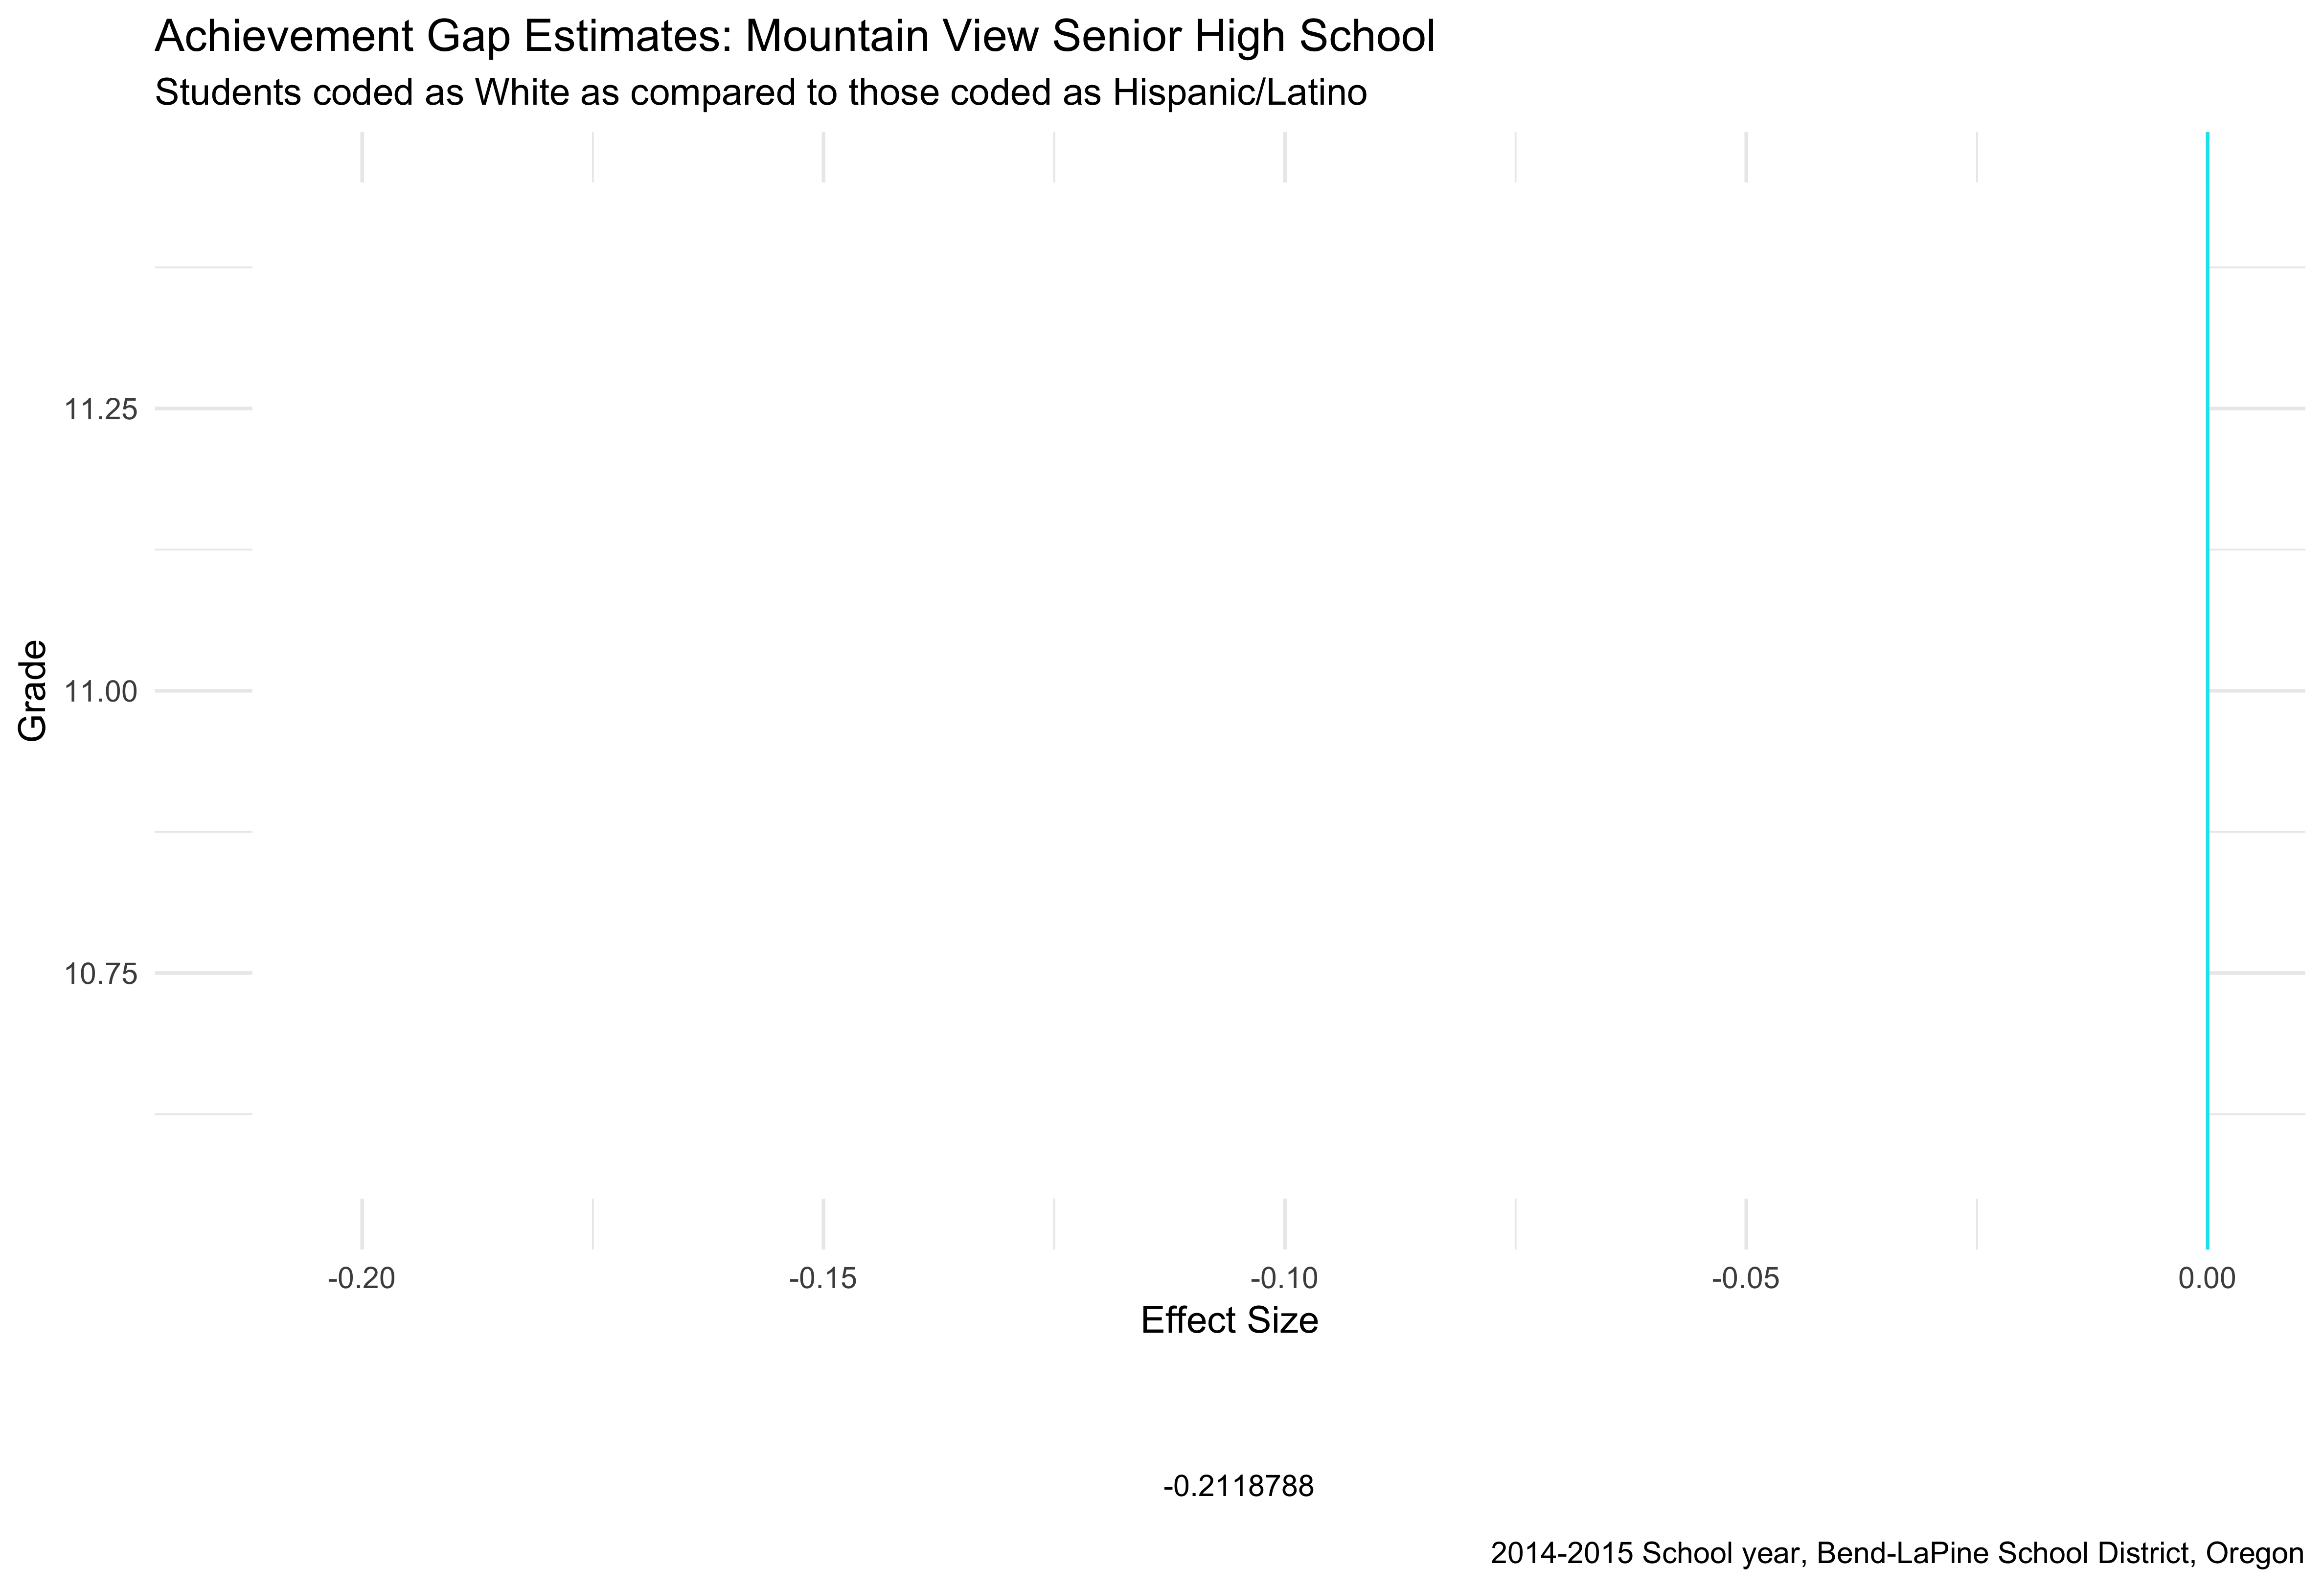 Achievement Gap Estimates: Mountain View Senior High School
Students coded as White as compared to those coded as Hispanic/Latino
Grade
11.25
11.00
10.75
-0.20 -0.15 -0.10 -0.05 0.00
Effect Size
-0.2118788
2014-2015 School year, Bend-LaPine School District, Oregon